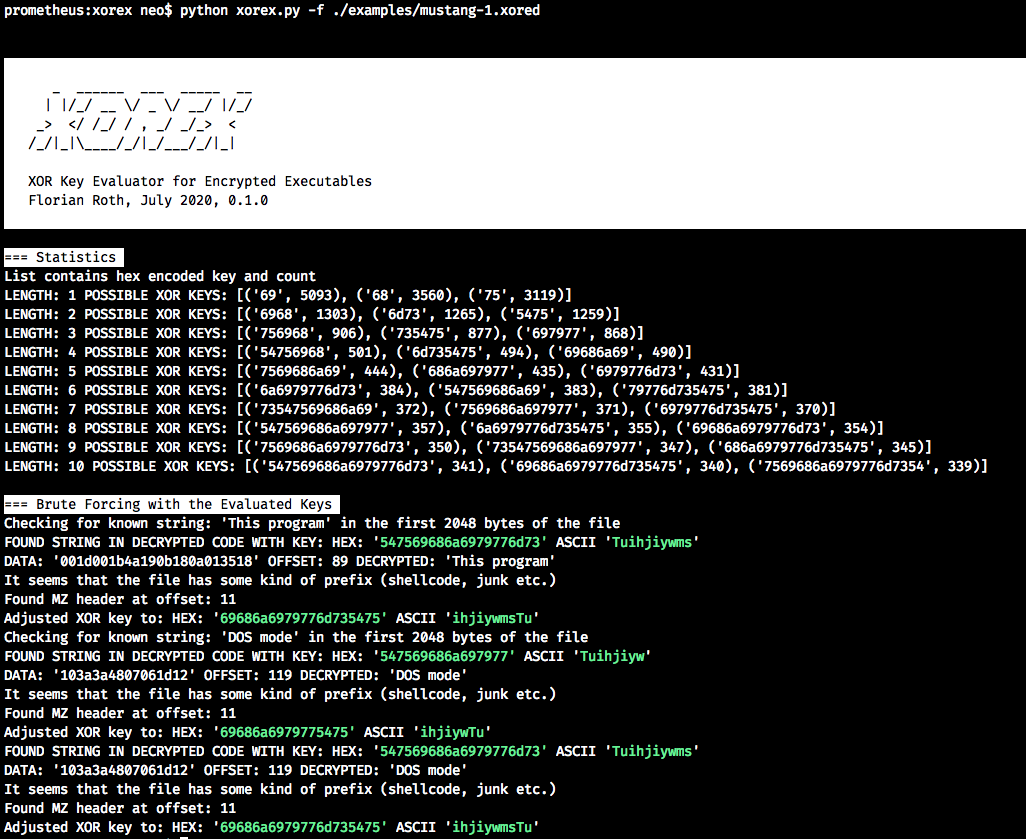 prometheus:xorex neo$ python xorex.py -f ./examples/mustang-1.xored
   _  ______  ___  _____  __
  | |/_/ __ \/ _ \/ __/ |/_/
 _>  </ /_/ / , _/ _/_>  <
/_/|_|\____/_/|_/___/_/|_|
XOR Key Evaluator for Encrypted Executables
Florian Roth, July 2020, 0.1.0
=== Statistics
List contains hex encoded key and count
LENGTH: 1 POSSIBLE XOR KEYS: [('69', 5093), ('68', 3560), ('75', 3119)]
LENGTH: 2 POSSIBLE XOR KEYS: [('6968', 1303), ('6d73', 1265), ('5475', 1259)]
LENGTH: 3 POSSIBLE XOR KEYS: [('756968', 906), ('735475', 877), ('697977', 868)]
LENGTH: 4 POSSIBLE XOR KEYS: [('54756968', 501), ('6d735475', 494), ('69686a69', 490)]
LENGTH: 5 POSSIBLE XOR KEYS: [('7569686a69', 444), ('686a697977', 435), ('6979776d73', 431)]
LENGTH: 6 POSSIBLE XOR KEYS: [('6a6979776d73', 384), ('547569686a69', 383), ('79776d735475', 381)]
LENGTH: 7 POSSIBLE XOR KEYS: [('73547569686a69', 372), ('7569686a697977', 371), ('6979776d735475', 370)]
LENGTH: 8 POSSIBLE XOR KEYS: [('547569686a697977', 357), ('6a6979776d735475', 355), ('69686a6979776d73', 354)]
LENGTH: 9 POSSIBLE XOR KEYS: [('7569686a6979776d73', 350), ('73547569686a697977', 347), ('686a6979776d735475', 345)]
LENGTH: 10 POSSIBLE XOR KEYS: [('547569686a6979776d73', 341), ('69686a6979776d735475', 340), ('7569686a6979776d7354', 339)]
=== Brute Forcing with the Evaluated Keys
Checking for known string: 'This program' in the first 2048 bytes of the file
FOUND STRING IN DECRYPTED CODE WITH KEY: HEX: '547569686a6979776d73' ASCII 'Tuihjiywms'
DATA: '001d001b4a190b180a013518' OFFSET: 89 DECRYPTED: 'This program'
It seems that the file has some kind of prefix (shellcode, junk etc.)
Found MZ header at offset: 11
Adjusted XOR key to: HEX: '69686a6979776d735475' ASCII 'ihjiywmsTu'
Checking for known string: 'DOS mode' in the first 2048 bytes of the file
FOUND STRING IN DECRYPTED CODE WITH KEY: HEX: '547569686a697977' ASCII 'Tuihjiyw'
DATA: '103a3a4807061d12' OFFSET: 119 DECRYPTED: 'DOS mode'
It seems that the file has some kind of prefix (shellcode, junk etc.)
Found MZ header at offset: 11
Adjusted XOR key to: HEX: '69686a6979775475' ASCII 'ihjiywTu'
FOUND STRING IN DECRYPTED CODE WITH KEY: HEX: '547569686a6979776d73' ASCII 'Tuihjiywms'
DATA: '103a3a4807061d12' OFFSET: 119 DECRYPTED: 'DOS mode'
It seems that the file has some kind of prefix (shellcode, junk etc.)
Found MZ header at offset: 11
Adjusted XOR key to: HEX: '69686a6979776d735475' ASCII 'ihjiywmsTu'